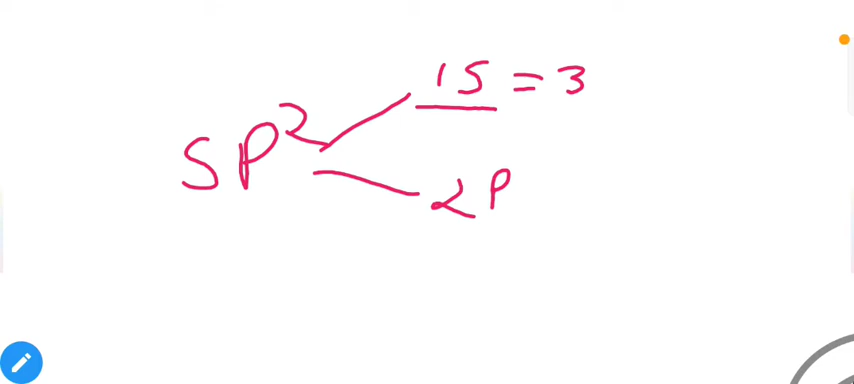 1S = 3
SP²
2P